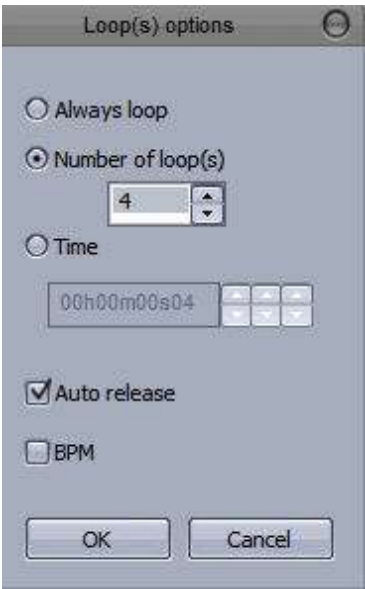 Loop(s) options
Always loop
Number of loop(s)
4
Time
00h00m00s04
Auto release
BPM
OK Cancel